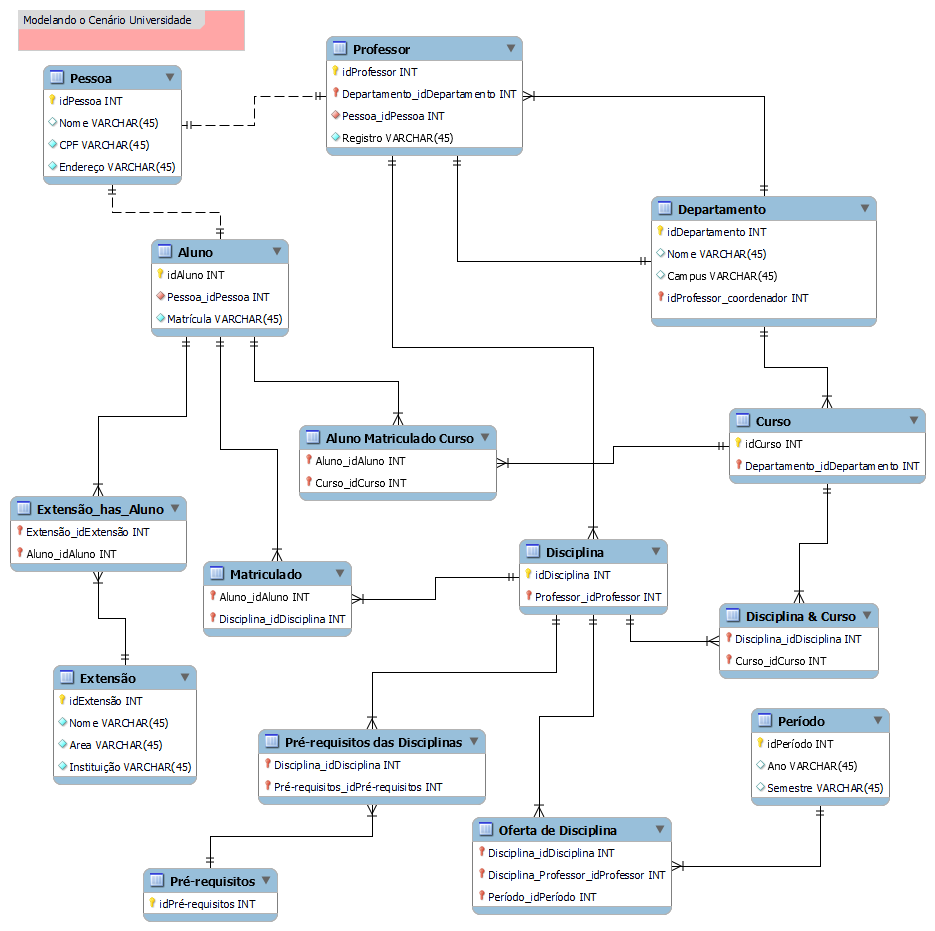 Modelando o Cenário Universidade
Professor
idProfessor INT
Departamento_idDepartamento INT
Pessoa_idPessoa INT
Registro VARCHAR(45)
Pessoa
idPessoa INT
Nome VARCHAR(45)
CPF VARCHAR(45)
Endereço VARCHAR(45)
Departamento
idDepartamento INT
Nome VARCHAR(45)
Campus VARCHAR(45)
idProfessor_coordenador INT
Aluno
idAluno INT
Pessoa_idPessoa INT
Matrícula VARCHAR(45)
Curso
idCurso INT
Departamento_idDepartamento INT
Aluno Matriculado Curso
Aluno_idAluno INT
Curso_idCurso INT
Extensão_has_Aluno
Extensão_idExtensão INT
Aluno_idAluno INT
Disciplina
idDisciplina INT
Professor_idProfessor INT
Matriculado
Aluno_idAluno INT
Disciplina_idDisciplina INT
Disciplina & Curso
Disciplina_idDisciplina INT
Curso_idCurso INT
Extensão
idExtensão INT
Nome VARCHAR(45)
Area VARCHAR(45)
Instituição VARCHAR(45)
Período
idPeríodo INT
Ano VARCHAR(45)
Semestre VARCHAR(45)
Pré-requisitos das Disciplinas
Disciplina_idDisciplina INT
Pré-requisitos_idPré-requisitos INT
Oferta de Disciplina
Disciplina_idDisciplina INT
Disciplina_Professor_idProfessor INT
Período_idPeríodo INT
Pré-requisitos
idPré-requisitos INT